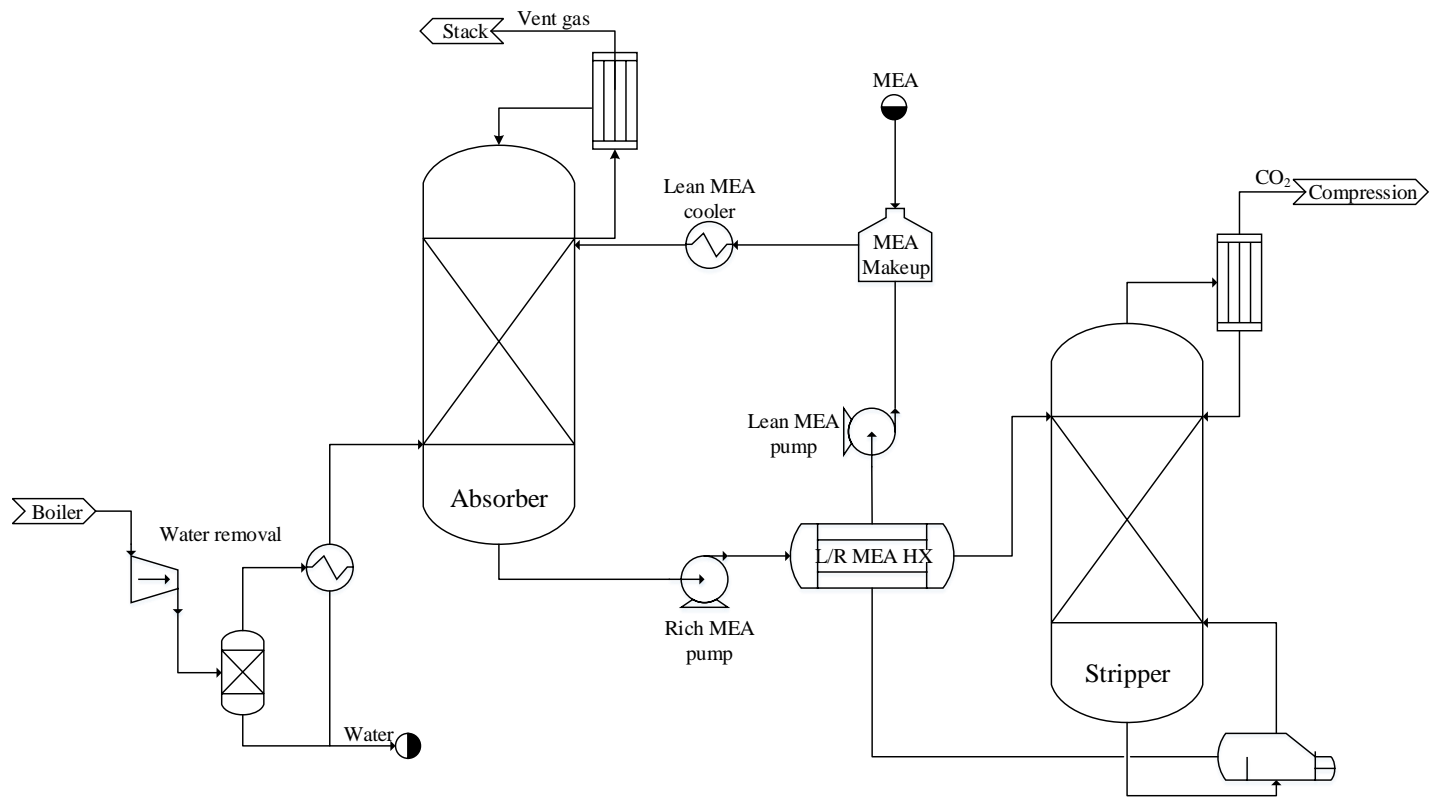 Stack
Vent gas
MEA
Lean MEA
cooler
MEA
Makeup
CO₂
Compression
Lean MEA
pump
Absorber
Boiler
Water removal
L/R MEA HX
Rich MEA
pump
Stripper
Water